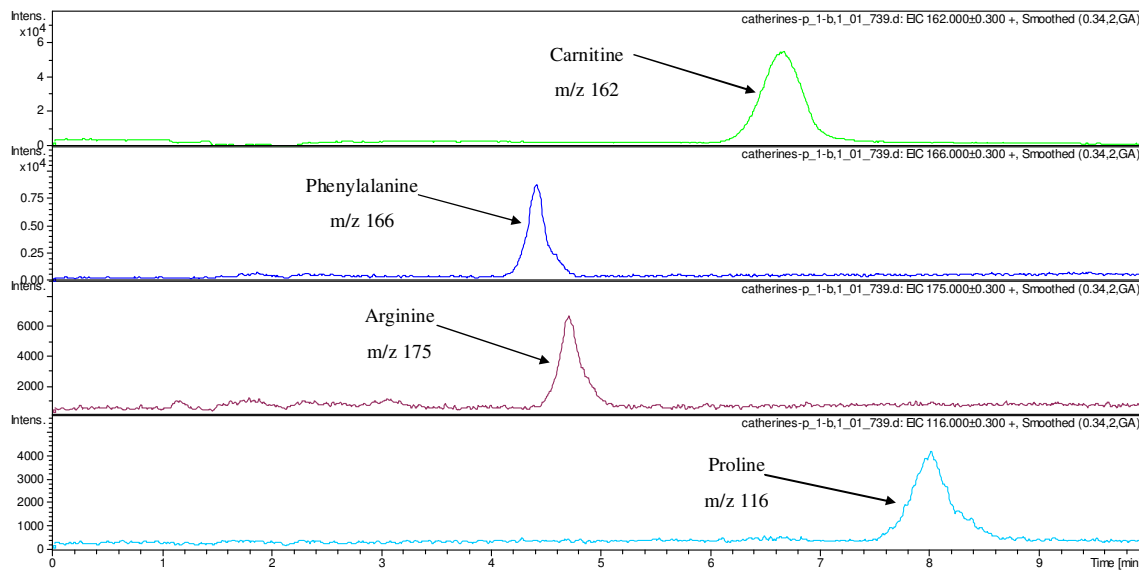 Intens.
x10⁴
6
4
2
0
catherines-p_1-b,1_01_739.d: EIC 162.000±0.300 +, Smoothed (0.34,2,GA)
Carnitine
m/z 162
Intens.
x10⁴
0.75
0.50
0.25
0.00
catherines-p_1-b,1_01_739.d: EIC 166.000±0.300 +, Smoothed (0.34,2,GA)
Phenylalanine
m/z 166
Intens.
6000
4000
2000
catherines-p_1-b,1_01_739.d: EIC 175.000±0.300 +, Smoothed (0.34,2,GA)
Arginine
m/z 175
Intens.
4000
3000
2000
1000
0
catherines-p_1-b,1_01_739.d: EIC 116.000±0.300 +, Smoothed (0.34,2,GA)
Proline
m/z 116
0 1 2 3 4 5 6 7 8 9 Time [min